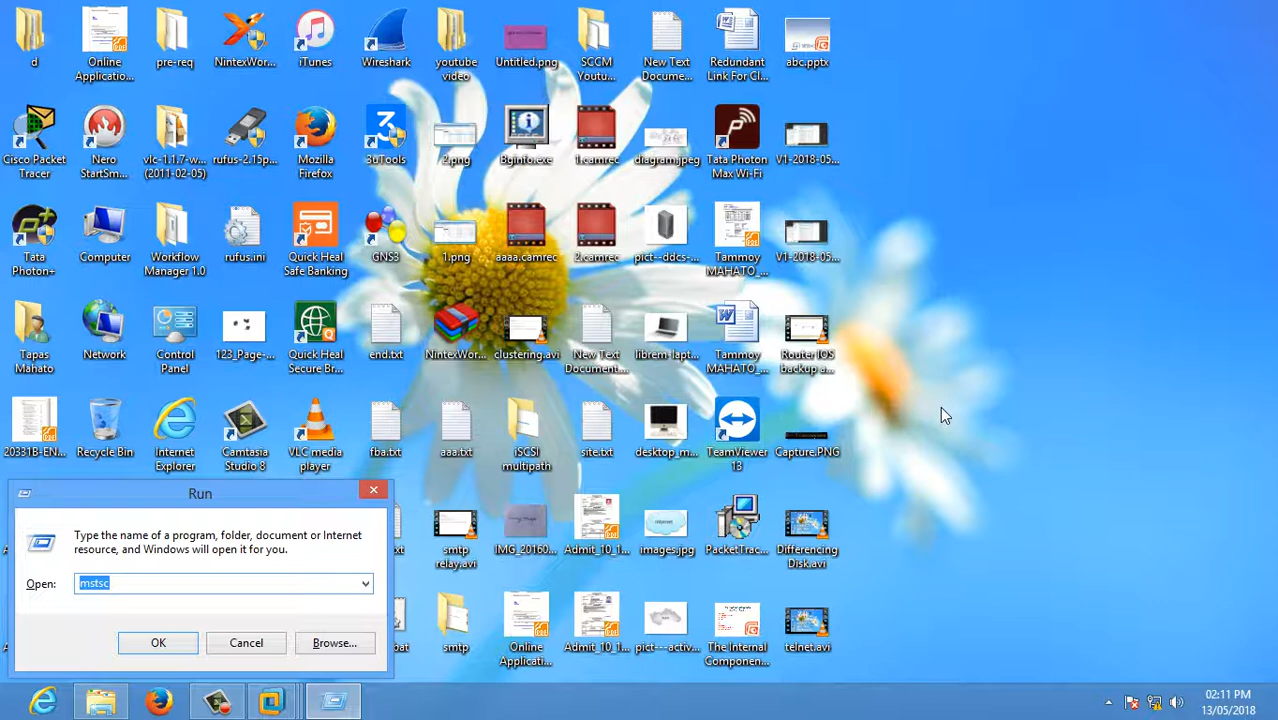 d
Online Applicatio...
pre-req
NintexWor...
iTunes
Wireshark
youtube video
Untitled.png
SCCM Youtu...
New Text Docume...
Redundant Link For Cl...
abc.pptx
Cisco Packet Tracer
Nero StartSm...
vlc-1.1.7-w... (2011-02-05)
rufus-2.15p...
Mozilla Firefox
3uTools
2.png
Bginfo.exe
1.camrec
diagram.jpeg
Tata Photon Max Wi-Fi
V1-2018-05...
Tata Photon+
Computer
Workflow Manager 1.0
rufus.ini
Quick Heal Safe Banking
GNS3
1.png
aaaa.camrec
2.camrec
pict--ddcs-...
Tammoy MAHATO_...
V1-2018-05...
Tapas Mahato
Network
Control Panel
123_Page-...
Quick Heal Secure Br...
end.txt
NintexWor...
clustering.avi
New Text Document...
librem-lapt...
Tammoy MAHATO_...
Router IOS backup a...
20331B-EN...
Recycle Bin
Internet Explorer
Camtasia Studio 8
VLC media player
fba.txt
aaa.txt
iSCSI multipath
site.txt
desktop_m...
TeamViewer 13
Capture.PNG
smtp relay.avi
IMG_20160...
Admit_10_1...
images.jpg
PacketTrac...
Differencing Disk.avi
smtp
Online Applicati...
Admit_10_1...
pict---activ...
The Internal Componen...
telnet.avi
Run
Type the name of a program, folder, document or Internet
resource, and Windows will open it for you.
Open: mstsc
OK Cancel Browse...
02:11 PM
13/05/2018